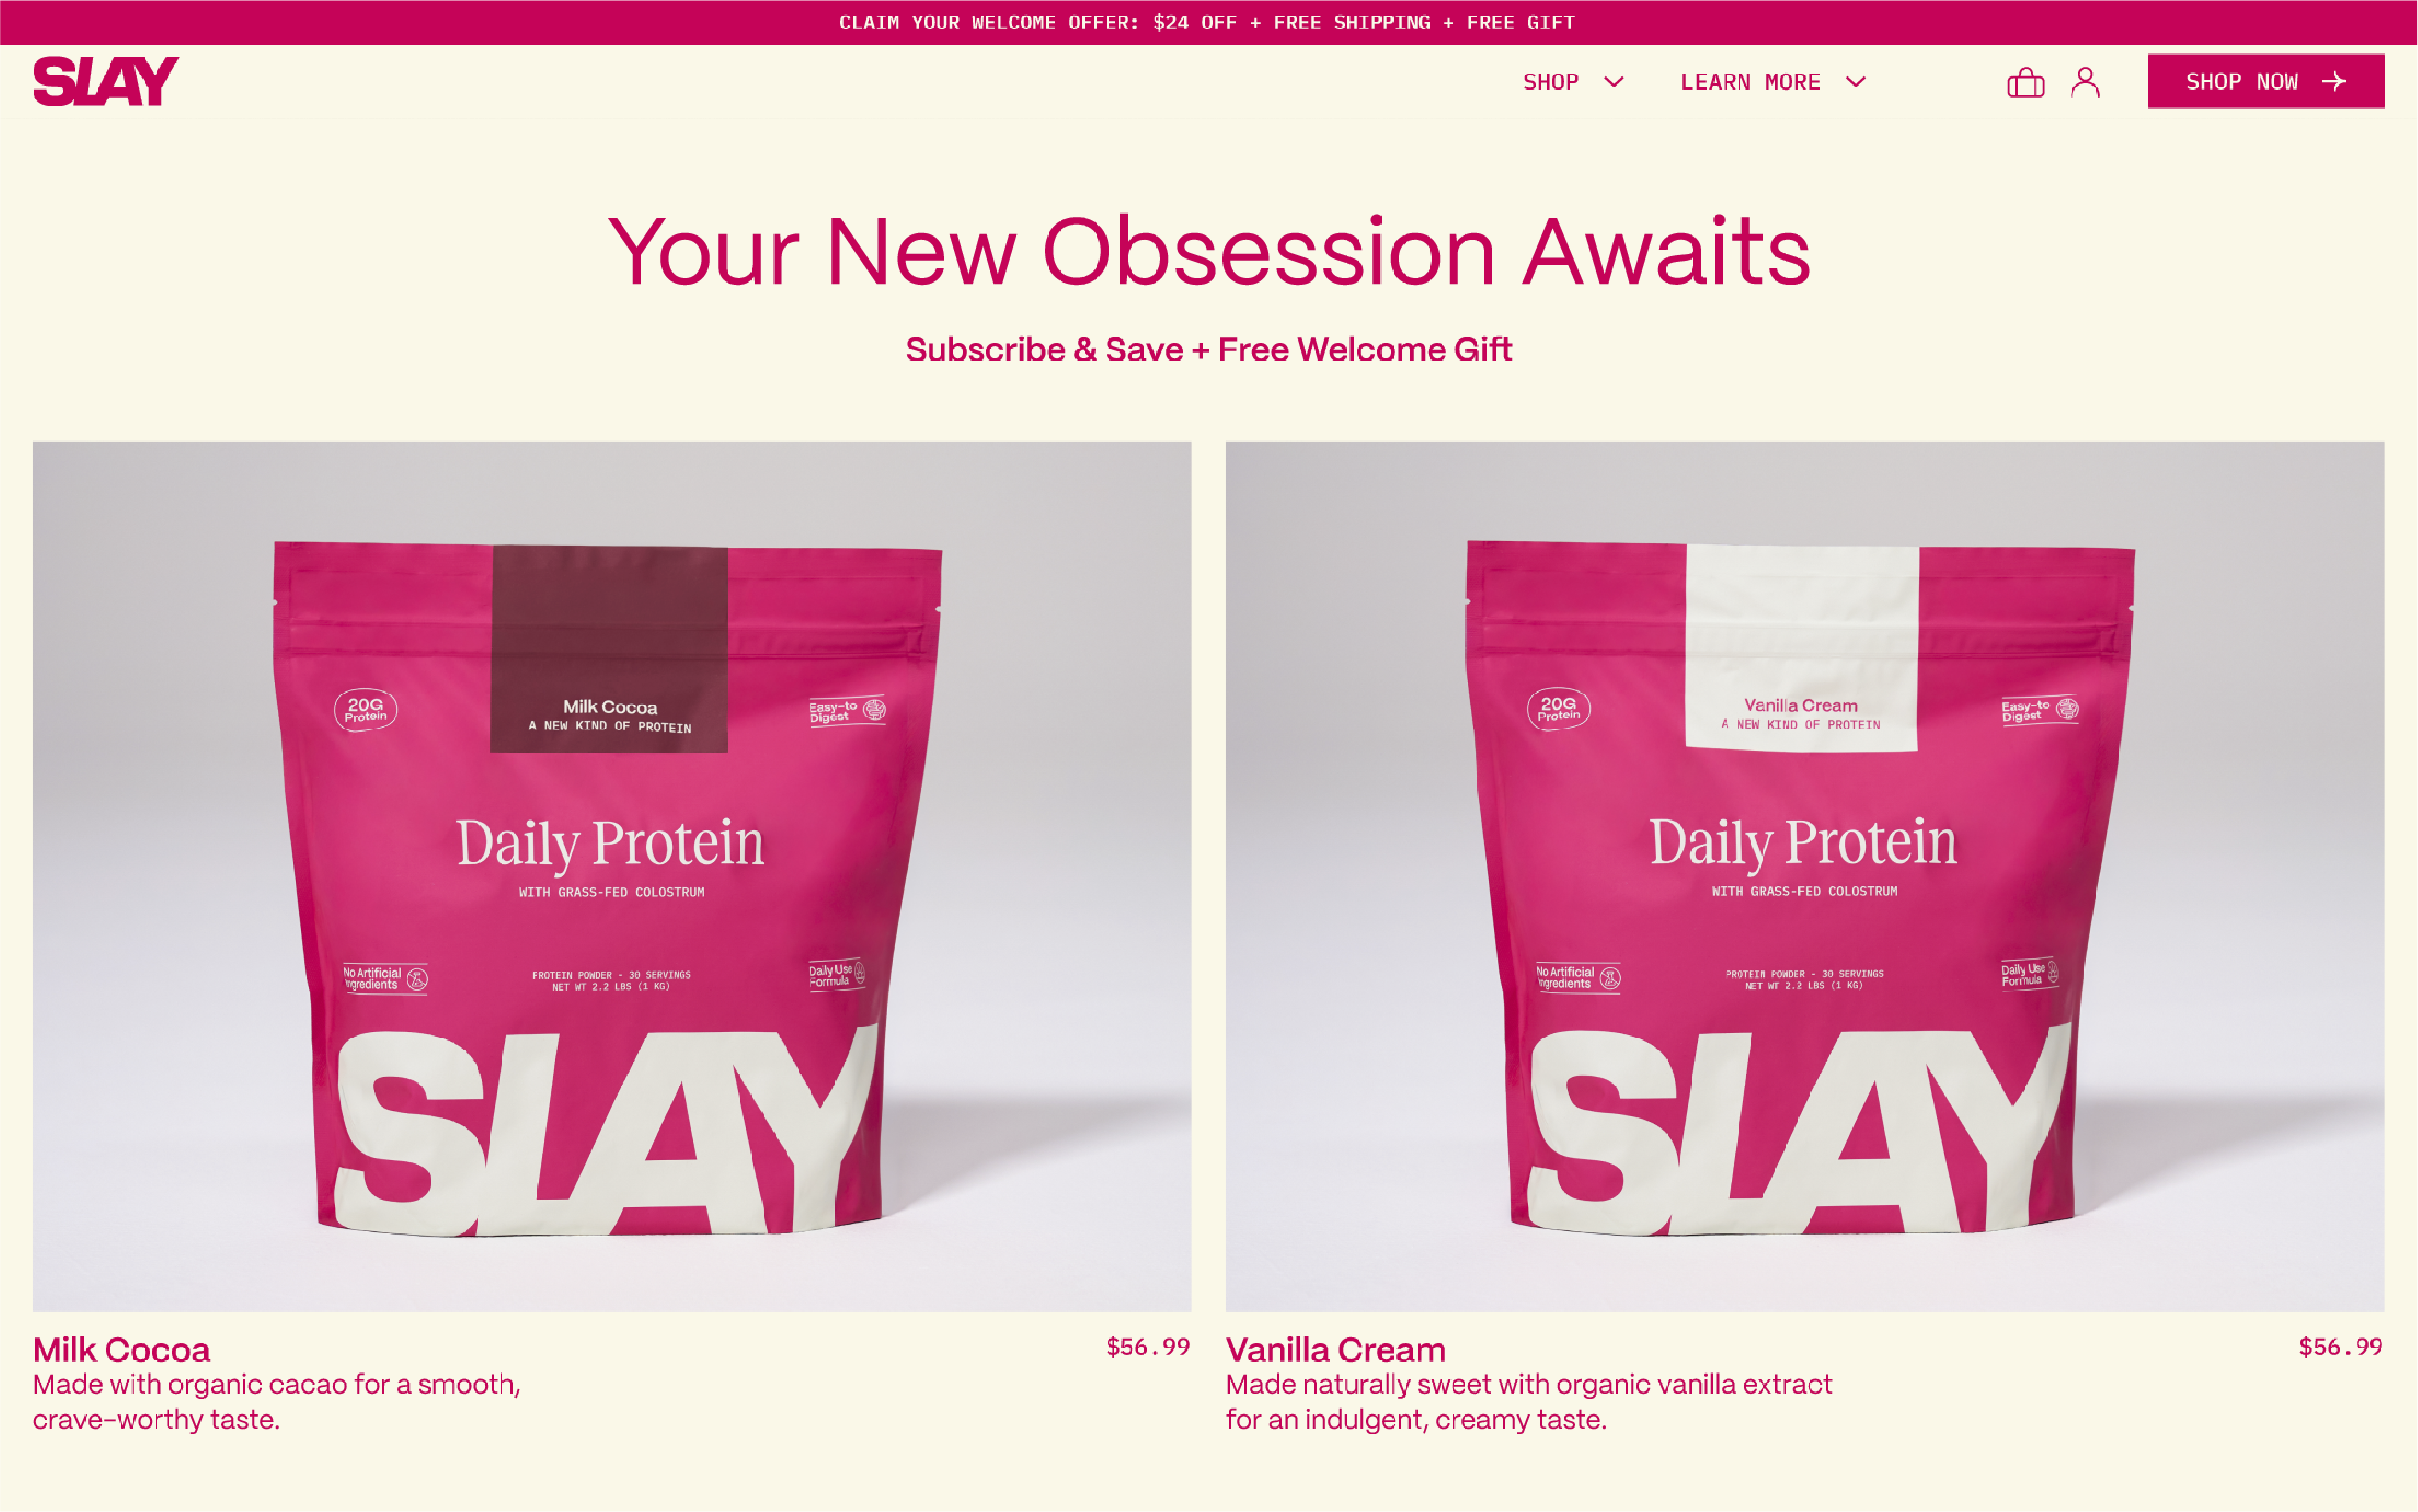 CLAIM YOUR WELCOME OFFER: $24 OFF + FREE SHIPPING + FREE GIFT
SLAY
SHOP
LEARN MORE
SHOP NOW
Your New Obsession Awaits
Subscribe & Save + Free Welcome Gift
Milk Cocoa
A NEW KIND OF PROTEIN
20G
Protein
Easy-to
Digest
Daily Protein
WITH GRASS-FED COLOSTRUM
No Artificial
Ingredients
PROTEIN POWDER - 30 SERVINGS
NET WT 2.2 LBS (1 KG)
Daily Use
Formula
SLAY
Vanilla Cream
A NEW KIND OF PROTEIN
20G
Protein
Easy-to
Digest
Daily Protein
WITH GRASS-FED COLOSTRUM
No Artificial
Ingredients
PROTEIN POWDER - 30 SERVINGS
NET WT 2.2 LBS (1 KG)
Daily Use
Formula
SLAY
Milk Cocoa
$56.99
Made with organic cacao for a smooth,
crave-worthy taste.
Vanilla Cream
$56.99
Made naturally sweet with organic vanilla extract
for an indulgent, creamy taste.